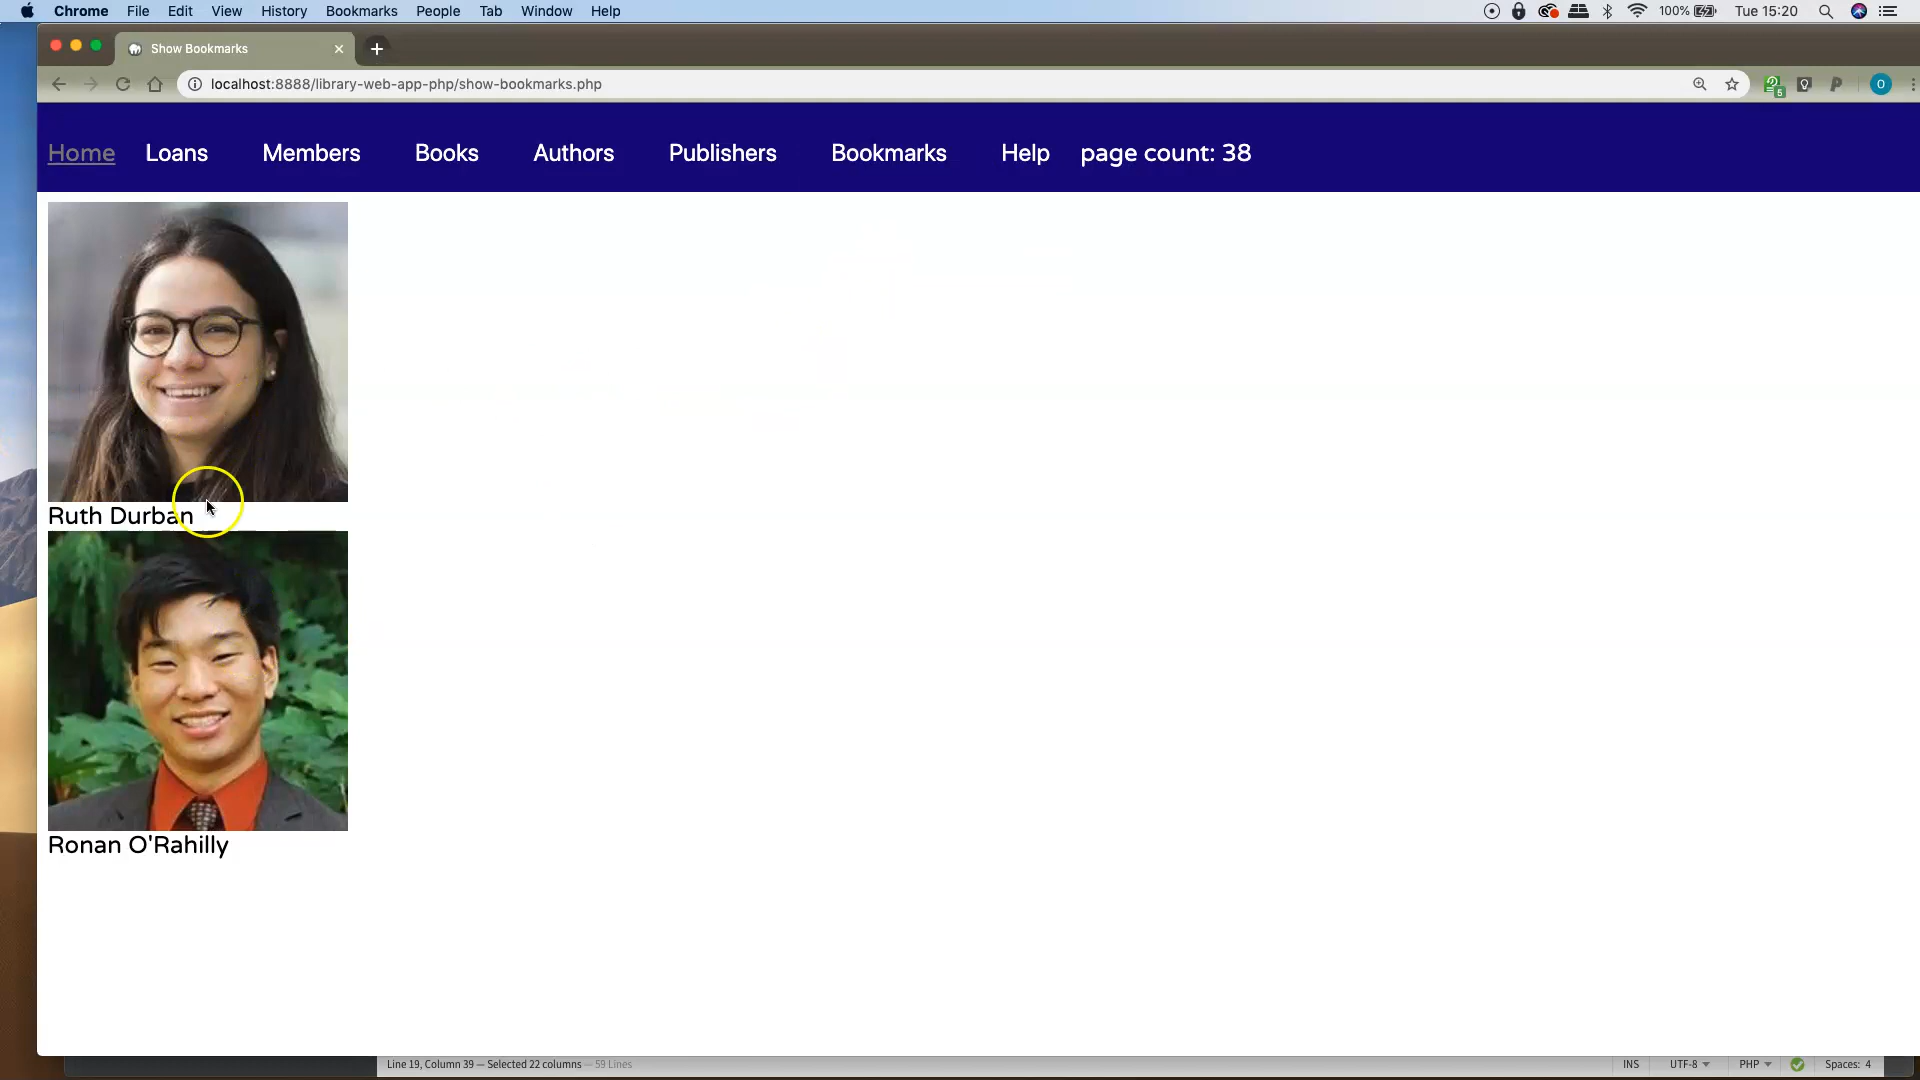 Chrome File Edit View History Bookmarks People Tab Window Help 100% Tue 15:20
Show Bookmarks
localhost:8888/library-web-app-php/show-bookmarks.php 5 O
Home Loans Members Books Authors Publishers Bookmarks Help page count: 38
Ruth Durban
Ronan O'Rahilly
Line 19, Column 39 — Selected 22 columns — 59 Lines INS UTF-8 PHP Spaces: 4